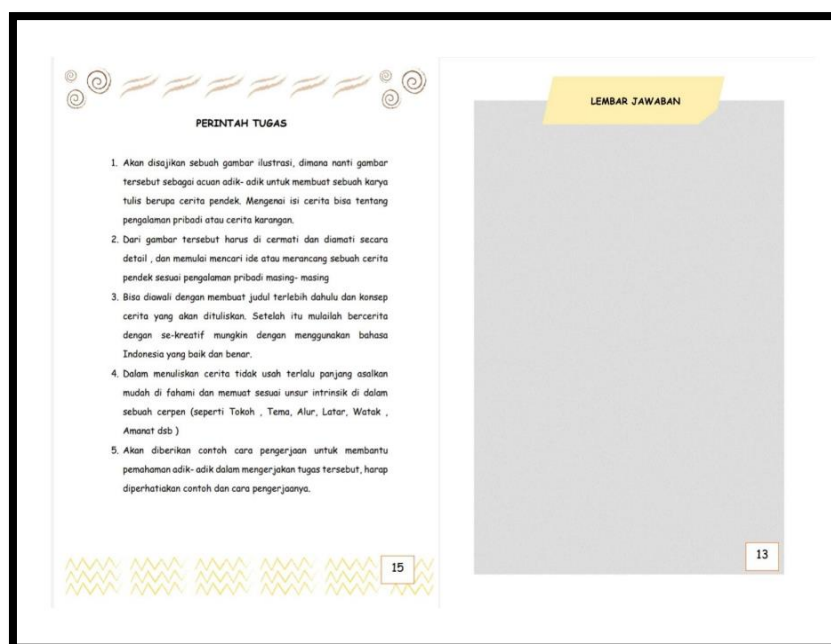 PERINTAH TUGAS
1. Akan disajikan sebuah gambar ilustrasi, dimana nanti gambar
tersebut sebagai acuan adik- adik untuk membuat sebuah karya
tulis berupa cerita pendek. Mengenai isi cerita bisa tentang
pengalaman pribadi atau cerita karangan.
2. Dari gambar tersebut harus di cermati dan diamati secara
detail , dan memulai mencari ide atau merancang sebuah cerita
pendek sesuai pengalaman pribadi masing- masing
3. Bisa diawali dengan membuat judul terlebih dahulu dan konsep
cerita yang akan dituliskan. Setelah itu mulailah bercerita
dengan se-kreatif mungkin dengan menggunakan bahasa
Indonesia yang baik dan benar.
4. Dalam menuliskan cerita tidak usah terlalu panjang asalkan
mudah di fahami dan memuat sesuai unsur intrinsik di dalam
sebuah cerpen (seperti Tokoh , Tema, Alur, Latar, Watak ,
Amanat dsb )
5. Akan diberikan contoh cara pengerjaan untuk membantu
pemahaman adik- adik dalam mengerjakan tugas tersebut, harap
diperhatiakan contoh dan cara pengerjaanya.
15
LEMBAR JAWABAN
13